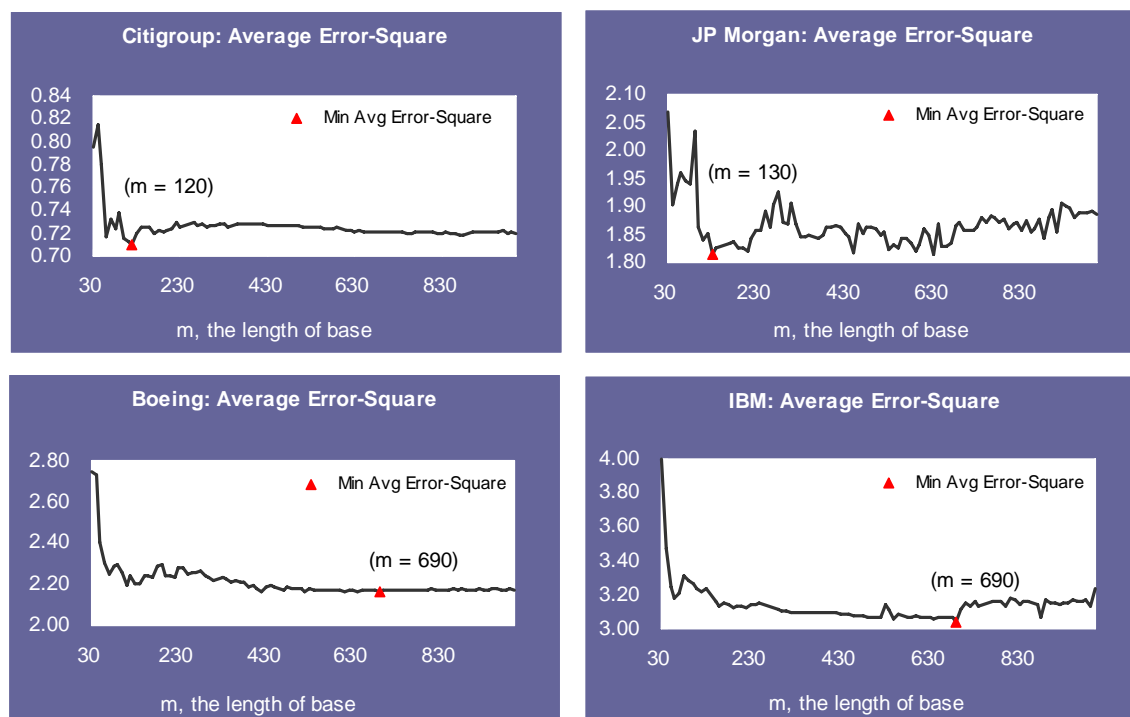 Citigroup: Average Error-Square
0.84
0.82
0.80
0.78
0.76
0.74
0.72
0.70
Min Avg Error-Square
(m = 120)
30 230 430 630 830
m, the length of base
JP Morgan: Average Error-Square
2.10
2.05
2.00
1.95
1.90
1.85
1.80
Min Avg Error-Square
(m = 130)
30 230 430 630 830
m, the length of base
Boeing: Average Error-Square
2.80
2.60
2.40
2.20
2.00
Min Avg Error-Square
(m = 690)
30 230 430 630 830
m, the length of base
IBM: Average Error-Square
4.00
3.80
3.60
3.40
3.20
3.00
Min Avg Error-Square
(m = 690)
30 230 430 630 830
m, the length of base